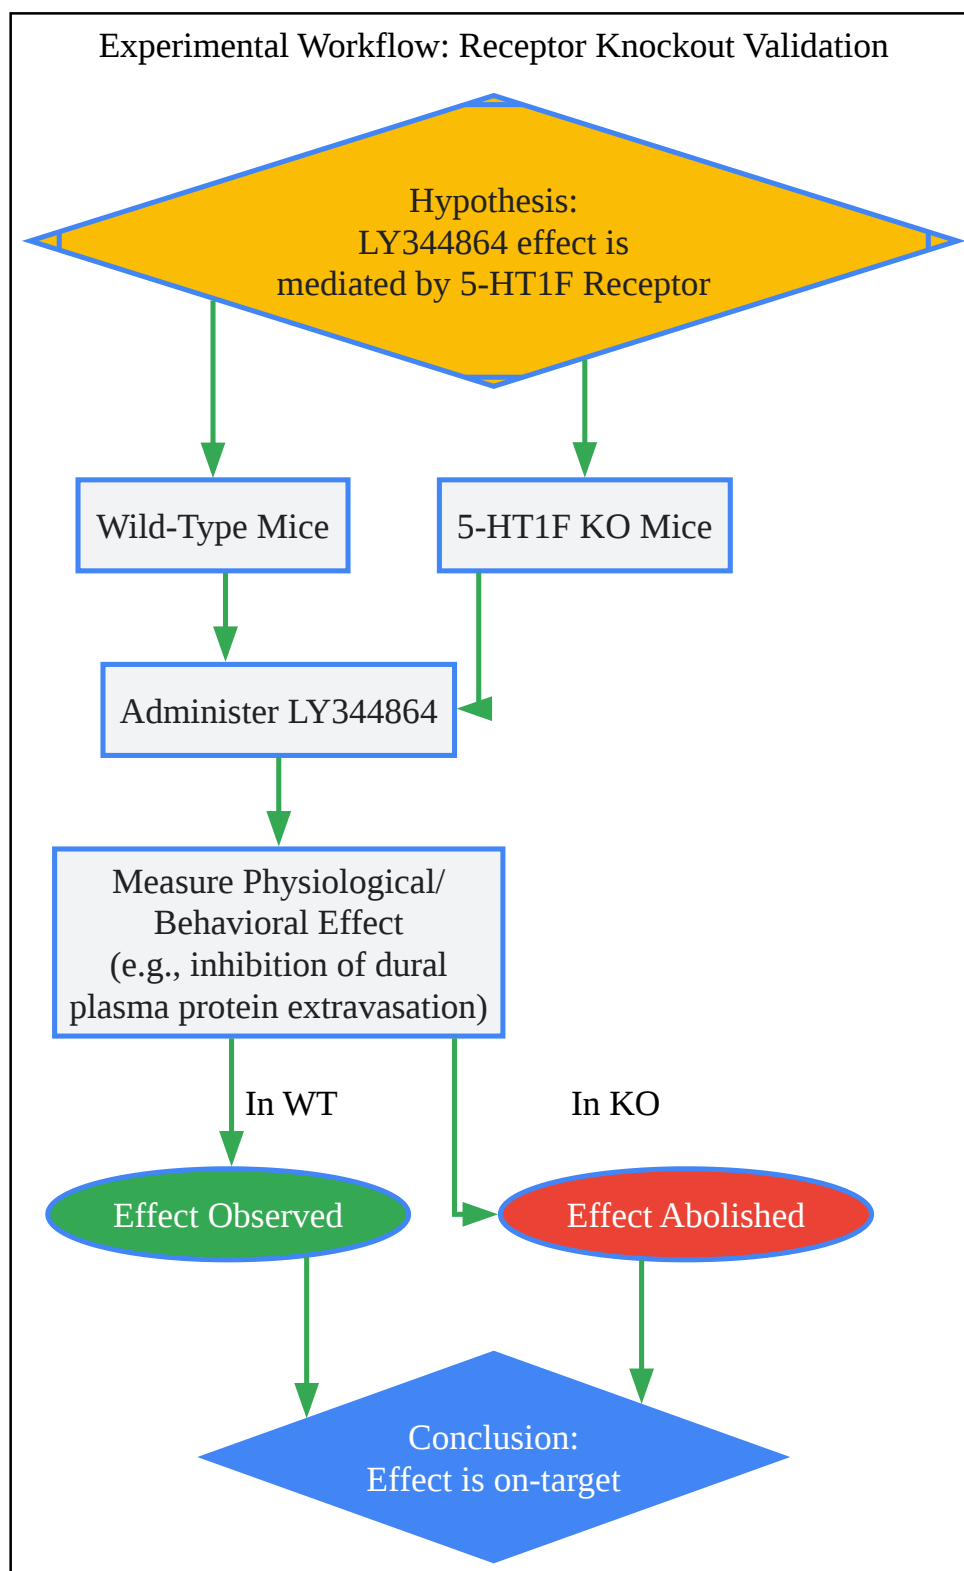 Experimental Workflow: Receptor Knockout Validation
Hypothesis:
LY344864 effect is
mediated by 5-HT1F Receptor
Wild-Type Mice
5-HT1F KO Mice
Administer LY344864
Measure Physiological/
Behavioral Effect
(e.g., inhibition of dural
plasma protein extravasation)
In WT
In KO
Effect Observed
Effect Abolished
Conclusion:
Effect is on-target